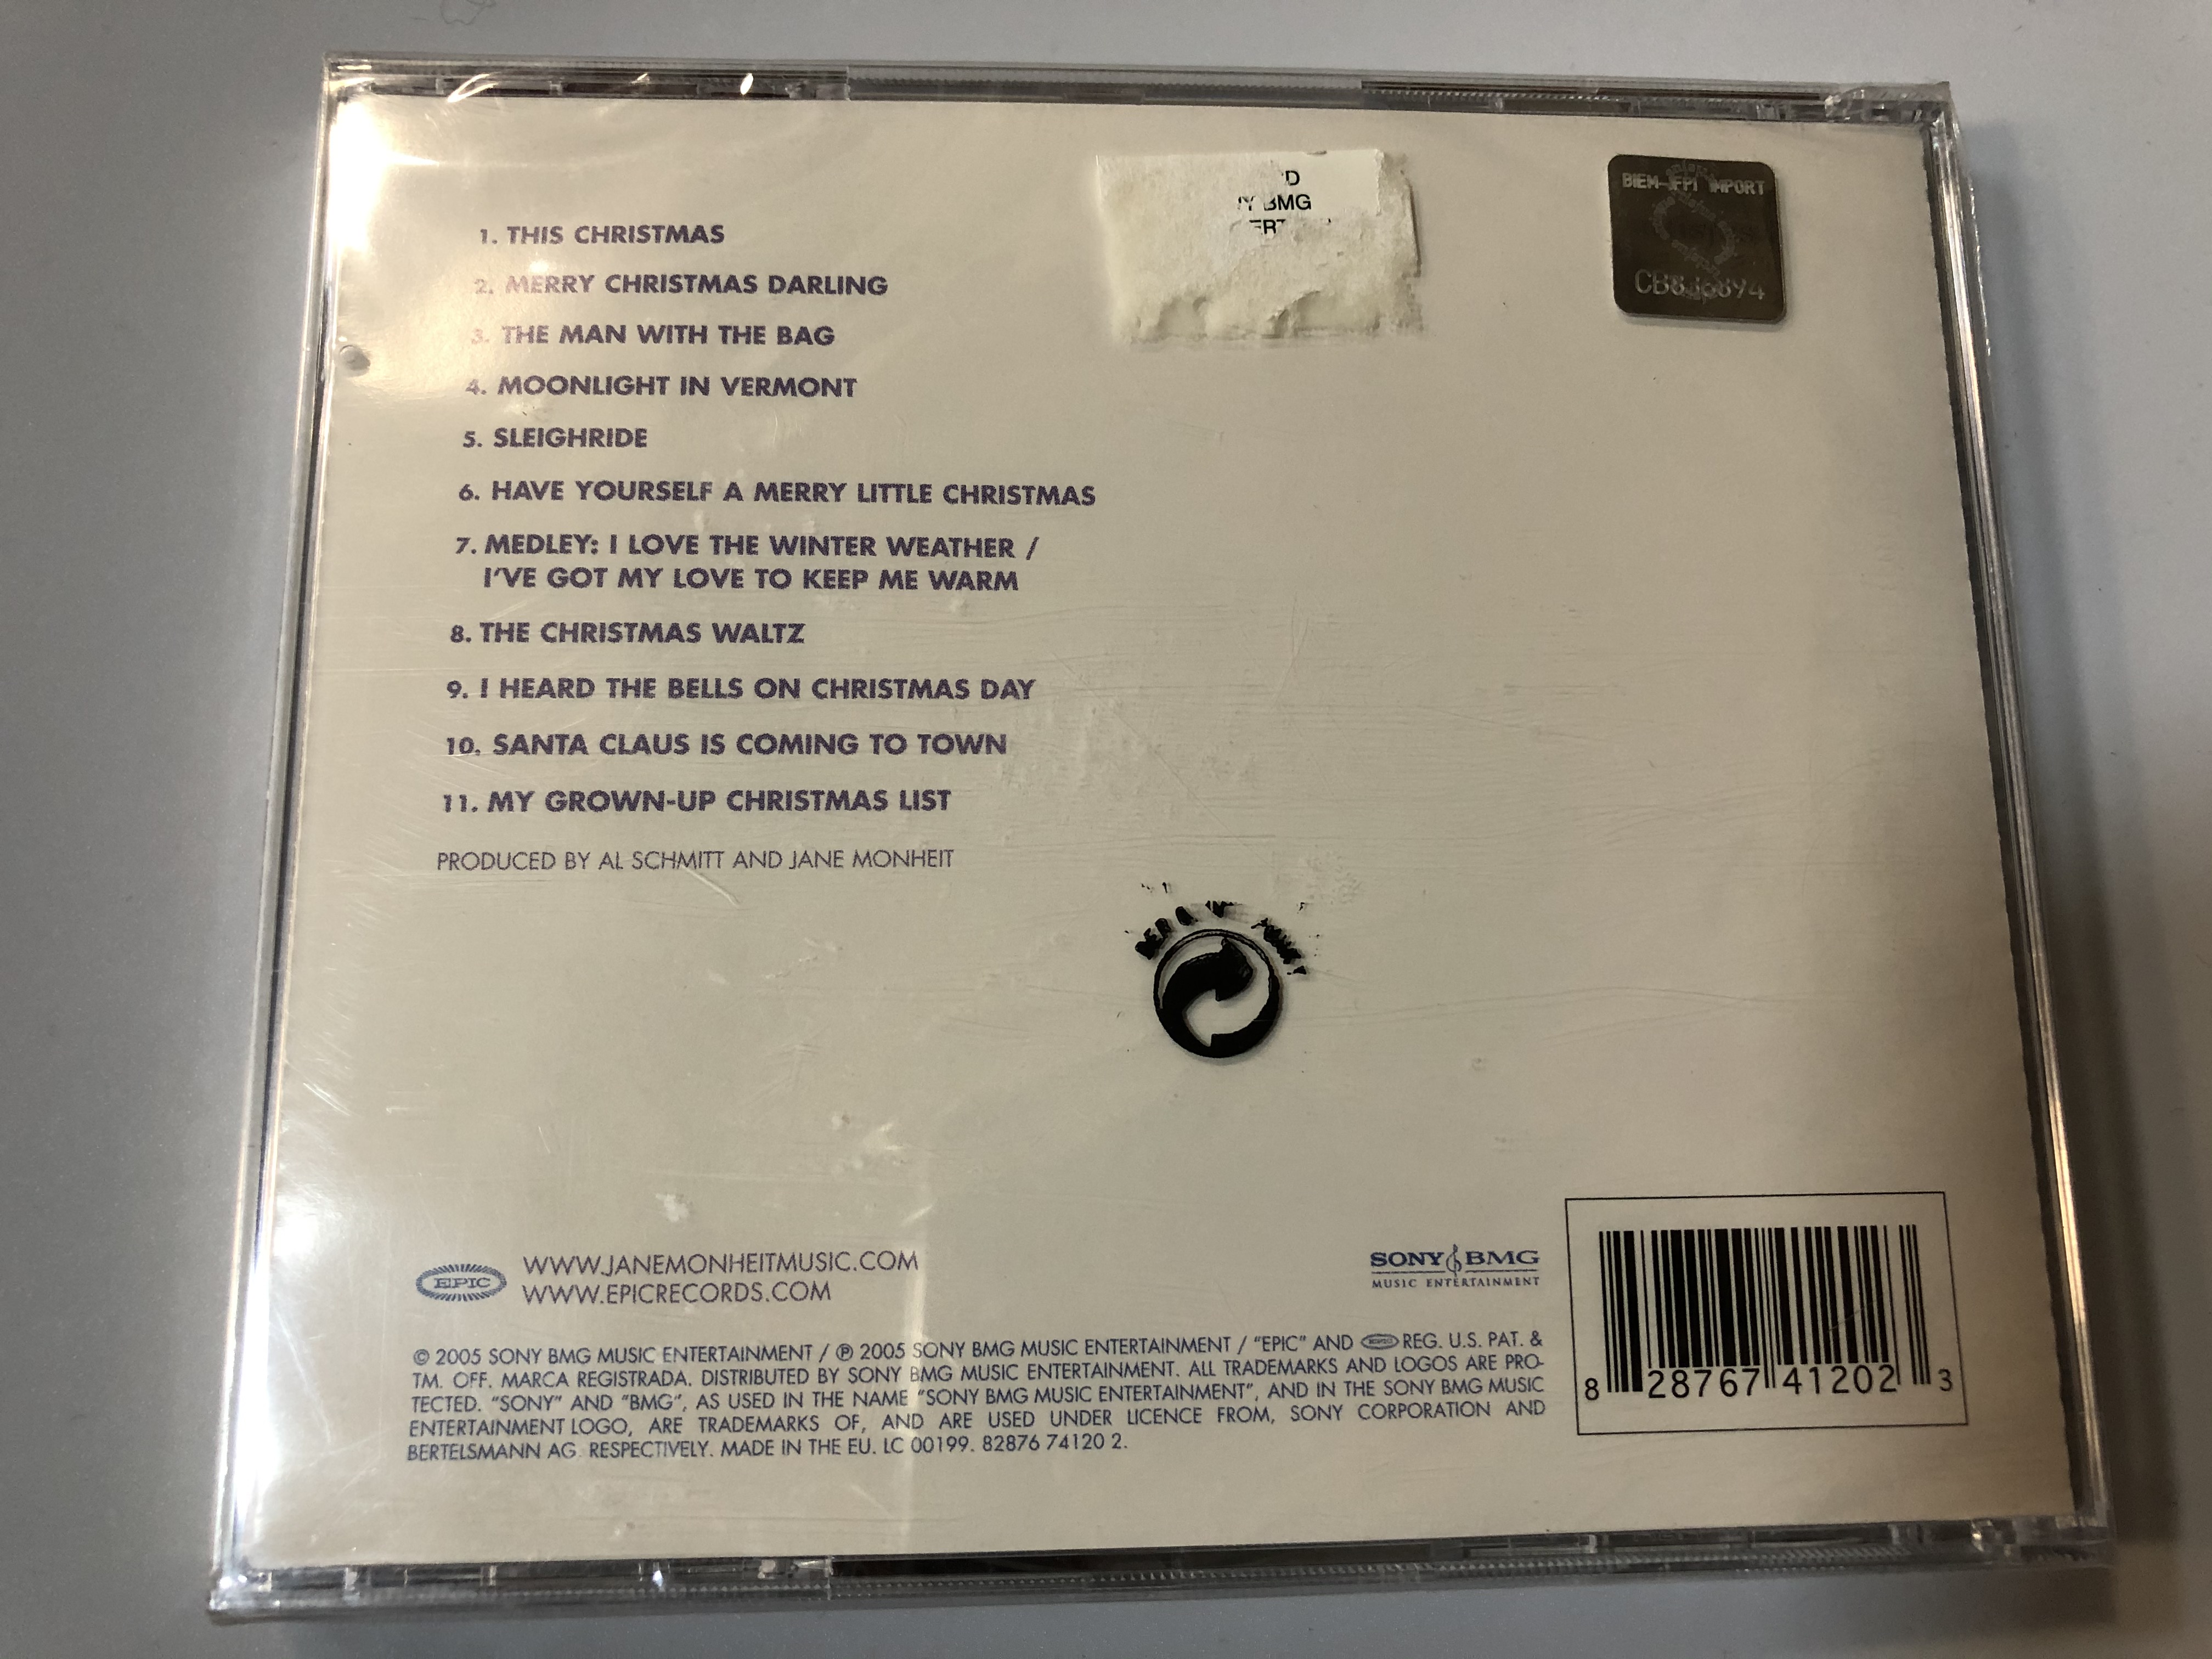 1. THIS CHRISTMAS
2. MERRY CHRISTMAS DARLING
3. THE MAN WITH THE BAG
4. MOONLIGHT IN VERMONT
5. SLEIGHRIDE
6. HAVE YOURSELF A MERRY LITTLE CHRISTMAS
7. MEDLEY: I LOVE THE WINTER WEATHER /
I'VE GOT MY LOVE TO KEEP ME WARM
8. THE CHRISTMAS WALTZ
9. I HEARD THE BELLS ON CHRISTMAS DAY
10. SANTA CLAUS IS COMING TO TOWN
11. MY GROWN-UP CHRISTMAS LIST
PRODUCED BY AL SCHMITT AND JANE MONHEIT
BMG
BIEM-IFPI IMPORT
EPIC
WWW.JANEMONHEITMUSIC.COM
WWW.EPICRECORDS.COM
SONY BMG
MUSIC ENTERTAINMENT
© 2005 SONY BMG MUSIC ENTERTAINMENT / ℗ 2005 SONY BMG MUSIC ENTERTAINMENT / "EPIC" AND EPIC REG. U.S. PAT. &
TM. OFF. MARCA REGISTRADA. DISTRIBUTED BY SONY BMG MUSIC ENTERTAINMENT. ALL TRADEMARKS AND LOGOS ARE PRO-
TECTED. "SONY" AND "BMG", AS USED IN THE NAME "SONY BMG MUSIC ENTERTAINMENT", AND IN THE SONY BMG MUSIC
ENTERTAINMENT LOGO, ARE TRADEMARKS OF, AND ARE USED UNDER LICENCE FROM, SONY CORPORATION AND
BERTELSMANN AG RESPECTIVELY. MADE IN THE EU. LC 00199. 82876 74120 2.
8 28767 41202 3